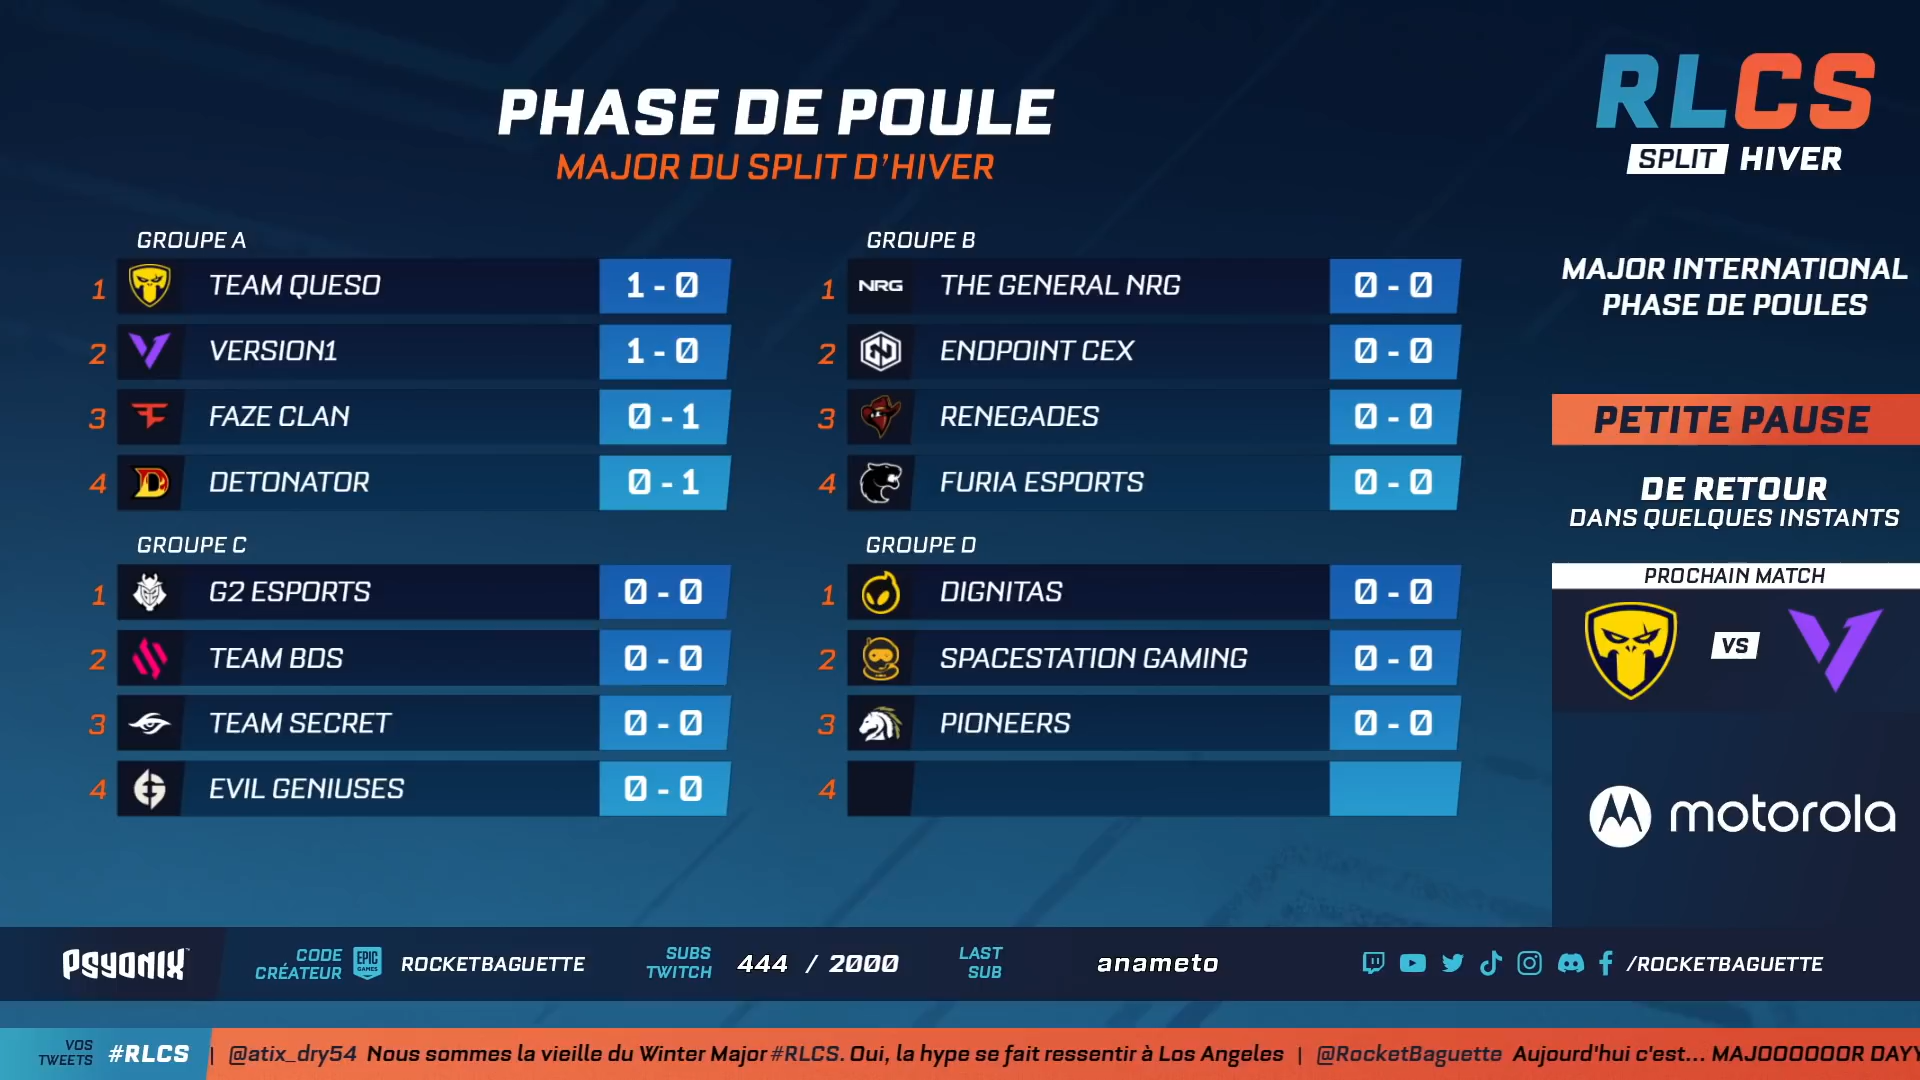 PHASE DE POULE
MAJOR DU SPLIT D'HIVER
RLCS
SPLIT HIVER
GROUPE A
1 TEAM QUESO 1 - 0
2 VERSION1 1 - 0
3 FAZE CLAN 0 - 1
4 DETONATOR 0 - 1
GROUPE B
1 NRG THE GENERAL NRG 0 - 0
2 ENDPOINT CEX 0 - 0
3 RENEGADES 0 - 0
4 FURIA ESPORTS 0 - 0
GROUPE C
1 G2 ESPORTS 0 - 0
2 TEAM BDS 0 - 0
3 TEAM SECRET 0 - 0
4 EVIL GENIUSES 0 - 0
GROUPE D
1 DIGNITAS 0 - 0
2 SPACESTATION GAMING 0 - 0
3 PIONEERS 0 - 0
4
MAJOR INTERNATIONAL
PHASE DE POULES
PETITE PAUSE
DE RETOUR
DANS QUELQUES INSTANTS
PROCHAIN MATCH
VS
motorola
PSYONIX
CODE
CRÉATEUR
EPIC
GAMES
ROCKETBAGUETTE
SUBS
TWITCH
444 / 2000
LAST
SUB
anameto
/ROCKETBAGUETTE
VOS
TWEETS
#RLCS
| @atix_dry54 Nous sommes la vieille du Winter Major #RLCS. Oui, la hype se fait ressentir à Los Angeles | @RocketBaguette Aujourd'hui c'est... MAJOOOOOOR DAYY